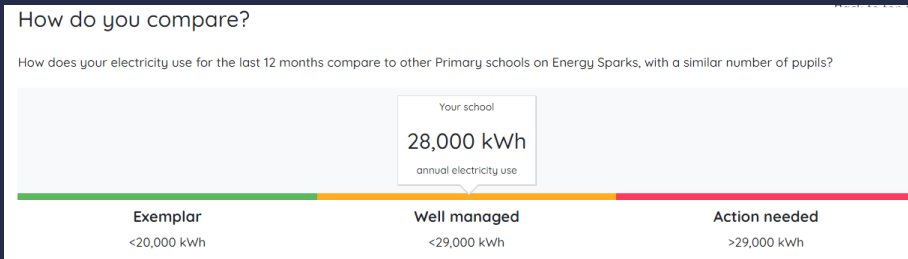 How do you compare?
How does your electricity use for the last 12 months compare to other Primary schools on Energy Sparks, with a similar number of pupils?
Your school
28,000 kWh
annual electricity use
Exemplar Well managed Action needed
<20,000 kWh <29,000 kWh >29,000 kWh